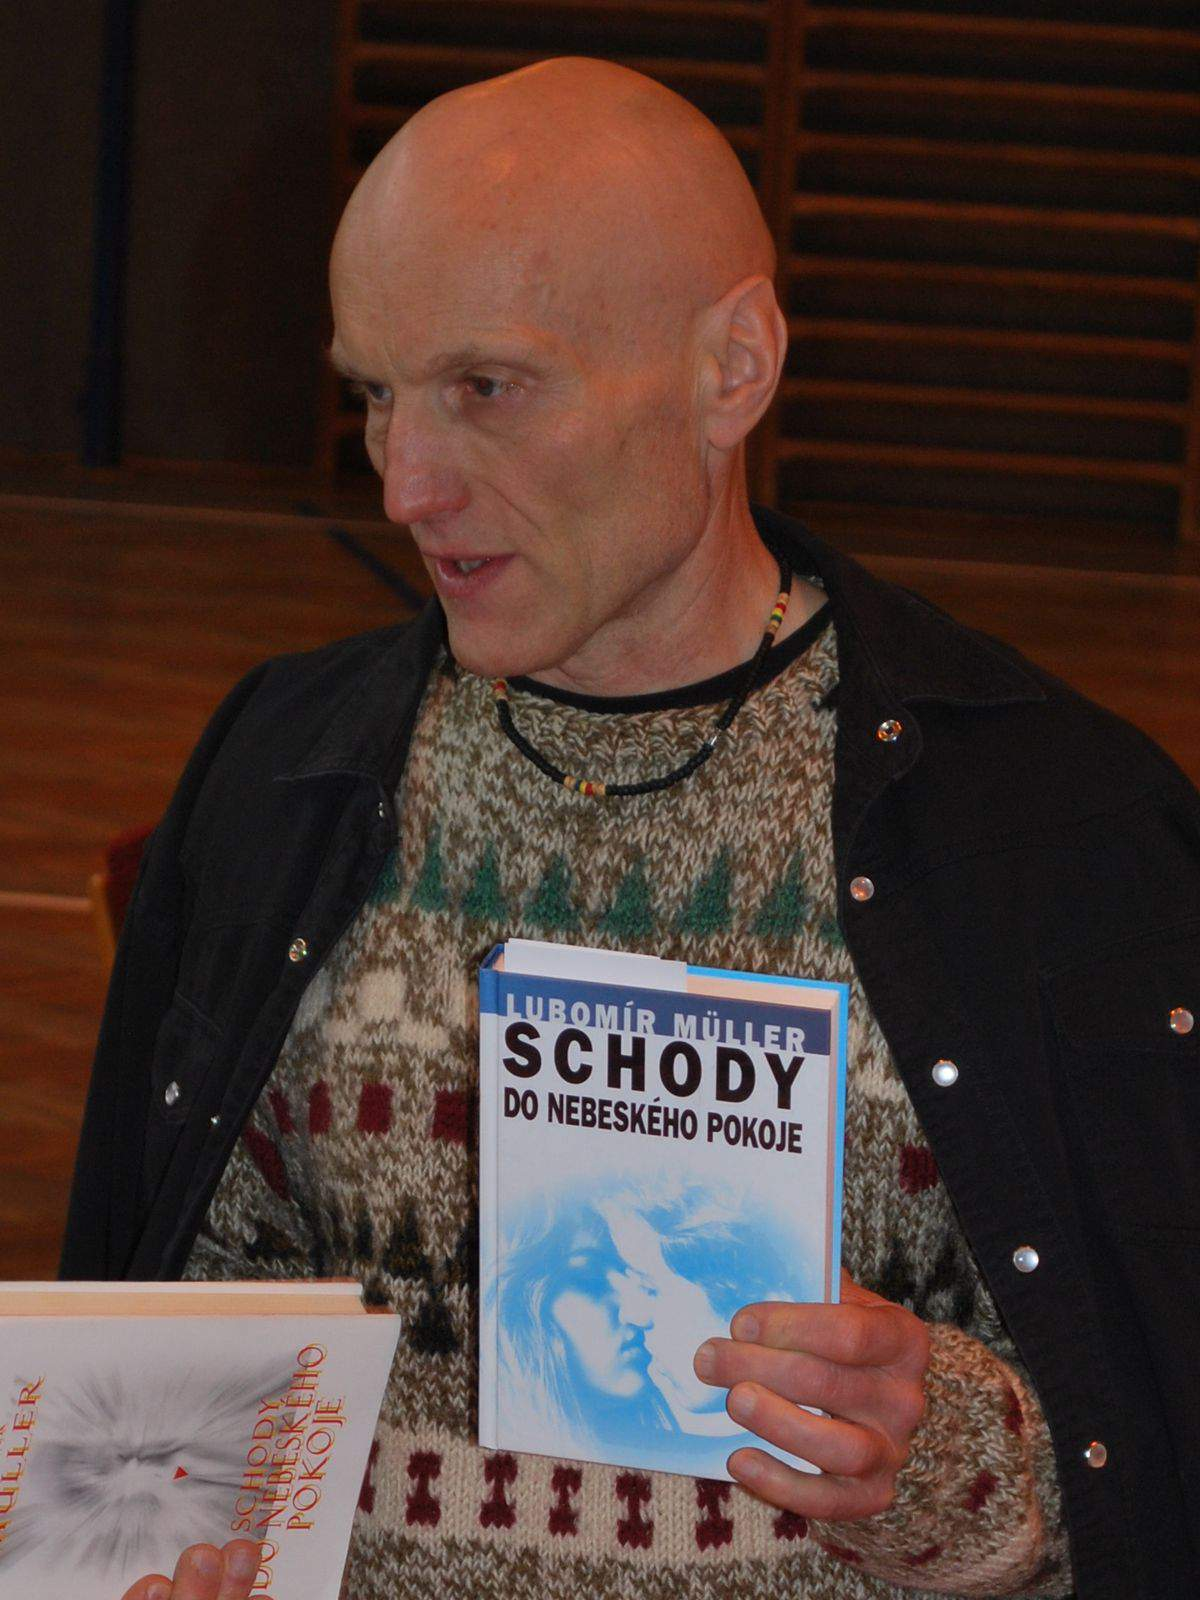 LUBOMÍR MÜLLER
SCHODY
DO NEBESKÉHO POKOJE
MÜLLER
SCHODY
DO NEBESKÉHO
POKOJE